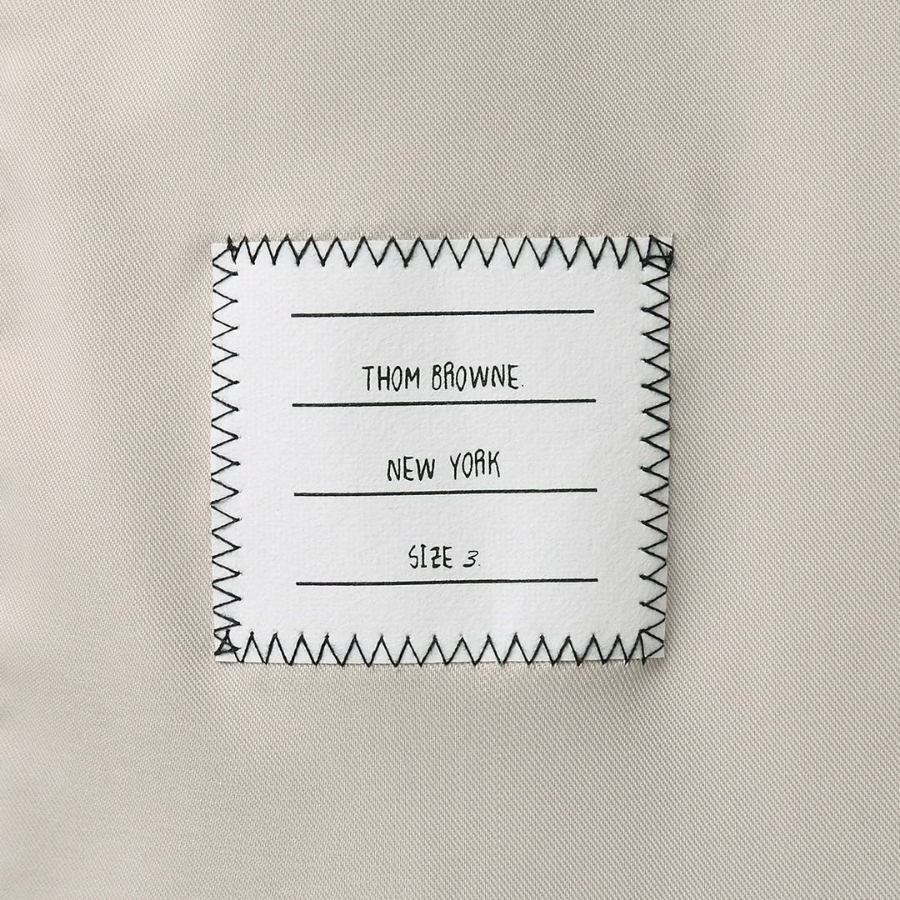 THOM BROWNE.
NEW YORK
SIZE 3.